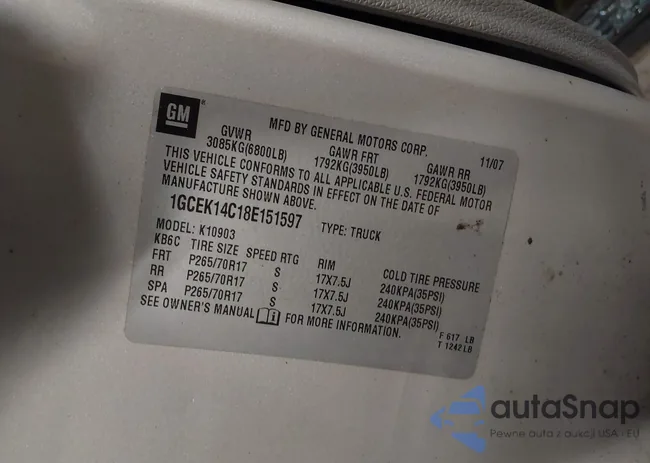 GM
MFD BY GENERAL MOTORS CORP. 11/07
GVWR GAWR FRT GAWR RR
3085KG(6800LB) 1792KG(3950LB) 1792KG(3950LB)
THIS VEHICLE CONFORMS TO ALL APPLICABLE U.S. FEDERAL MOTOR
VEHICLE SAFETY STANDARDS IN EFFECT ON THE DATE OF
MANUFACTURE SHOWN ABOVE.
1GCEK14C18E151597 TYPE: TRUCK
MODEL: K10903
KB6C TIRE SIZE SPEED RTG RIM COLD TIRE PRESSURE
FRT P265/70R17 S 17X7.5J 240KPA(35PSI)
RR P265/70R17 S 17X7.5J 240KPA(35PSI)
SPA P265/70R17 S 17X7.5J 240KPA(35PSI)
SEE OWNER'S MANUAL FOR MORE INFORMATION.
F 617 LB
T 1242 LB
autaSnap
Pewne auta z aukcji USA - EU